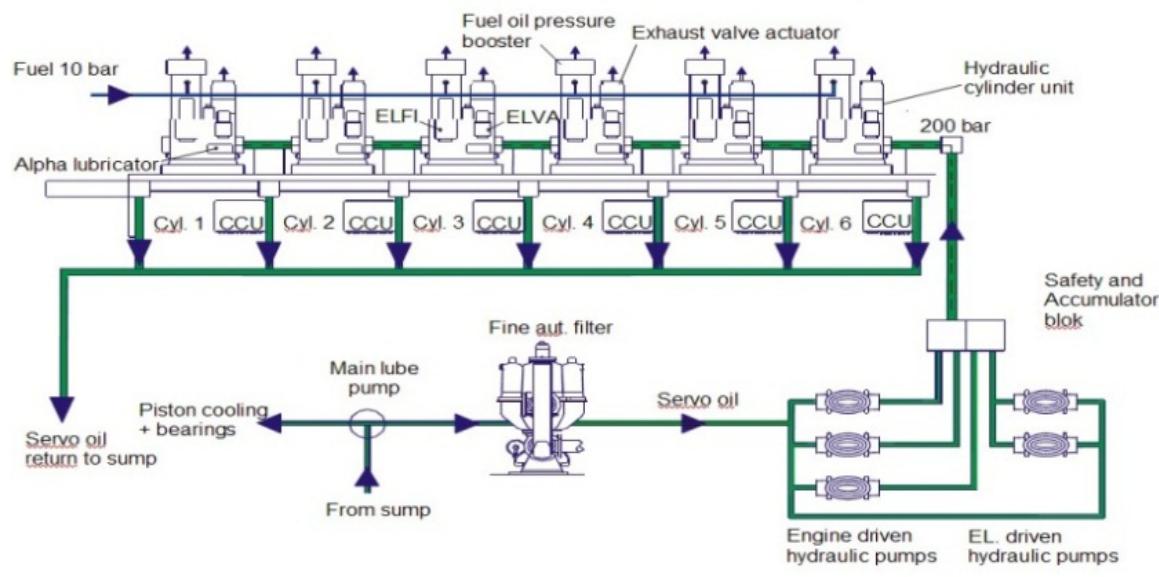 Fuel oil pressure
booster
Exhaust valve actuator
Fuel 10 bar
Hydraulic
cylinder unit
ELFI
ELVA
200 bar
Alpha lubricator
Cyl. 1
CCU
Cyl. 2
CCU
Cyl. 3
CCU
Cyl. 4
CCU
Cyl. 5
CCU
Cyl. 6
CCU
Safety and
Accumulator
blok
Fine aut. filter
Main lube
pump
Piston cooling
+ bearings
Servo oil
Servo oil
return to sump
From sump
Engine driven
hydraulic pumps
EL. driven
hydraulic pumps